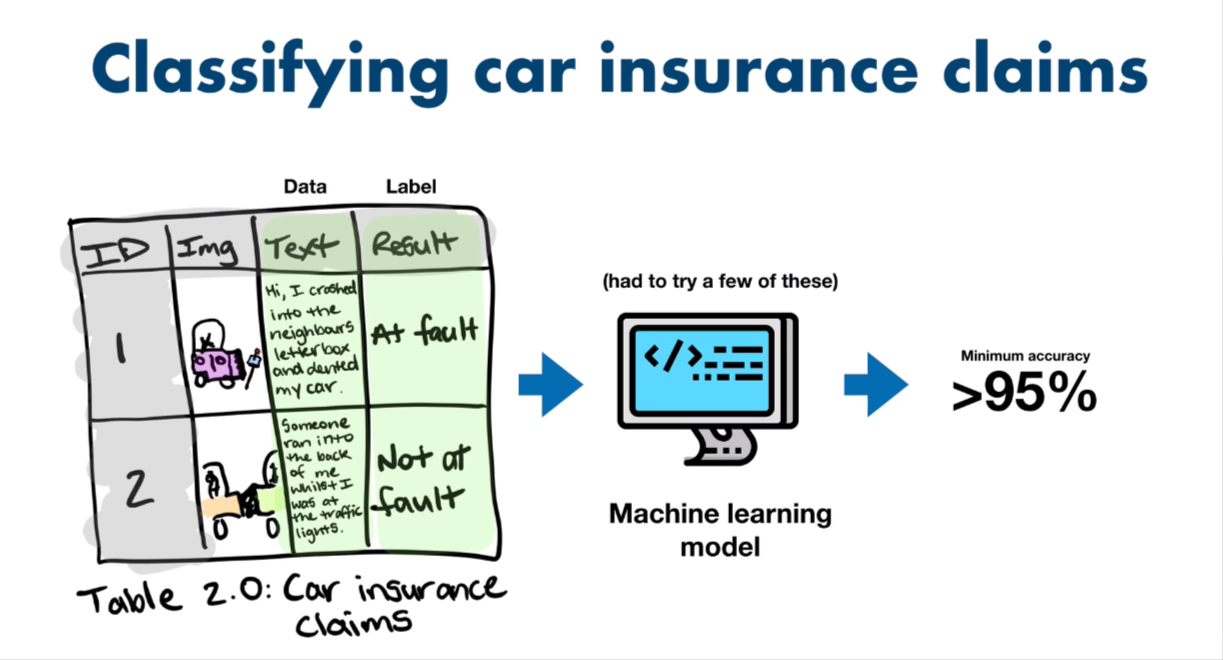 Classifying car insurance claims
Data Label
ID Img Text Result
1
Hi, I crashed
into the
neighbours
letterbox
and dented
my car.
At fault
2
Someone
ran into
the back
of me
whilst I
was at
the traffic
lights.
Not at
fault
Table 2.0: Car insurance
claims
(had to try a few of these)
</>
Machine learning
model
Minimum accuracy
>95%